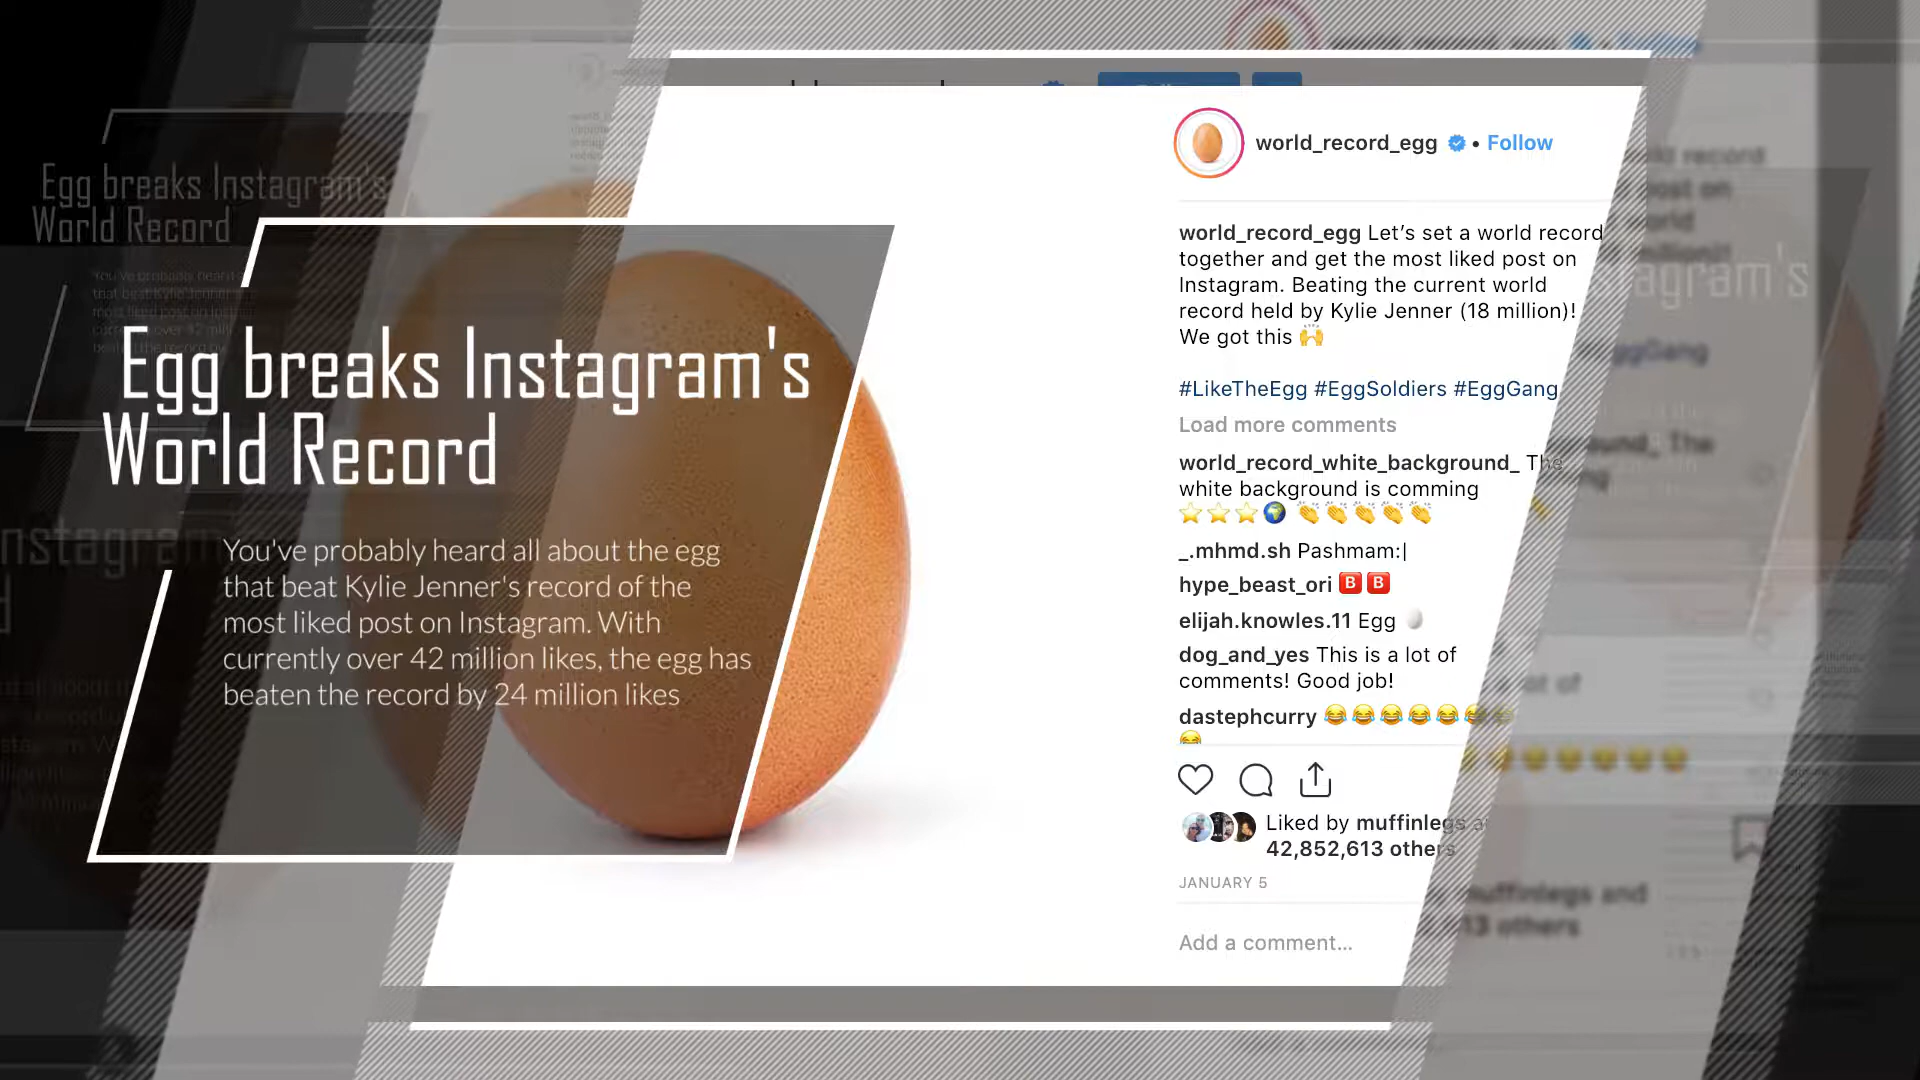 Egg breaks Instagram's
World Record
You've probably heard all about the egg
that beat Kylie Jenner's record of the
most liked post on Instagram. With
currently over 42 million likes, the egg has
beaten the record by 24 million likes
world_record_egg • Follow
world_record_egg Let’s set a world record
together and get the most liked post on
Instagram. Beating the current world
record held by Kylie Jenner (18 million)!
We got this 🙌
#LikeTheEgg #EggSoldiers #EggGang
Load more comments
world_record_white_background_ The
white background is comming
⭐⭐⭐🌍 👏👏👏👏👏
_.mhmd.sh Pashmam:|
hype_beast_ori 🅱🅱
elijah.knowles.11 Egg 🥚
dog_and_yes This is a lot of
comments! Good job!
dastephcurry 😂😂😂😂😂😂😂
😂
Liked by muffinlegs and
42,852,613 others
JANUARY 5
Add a comment...